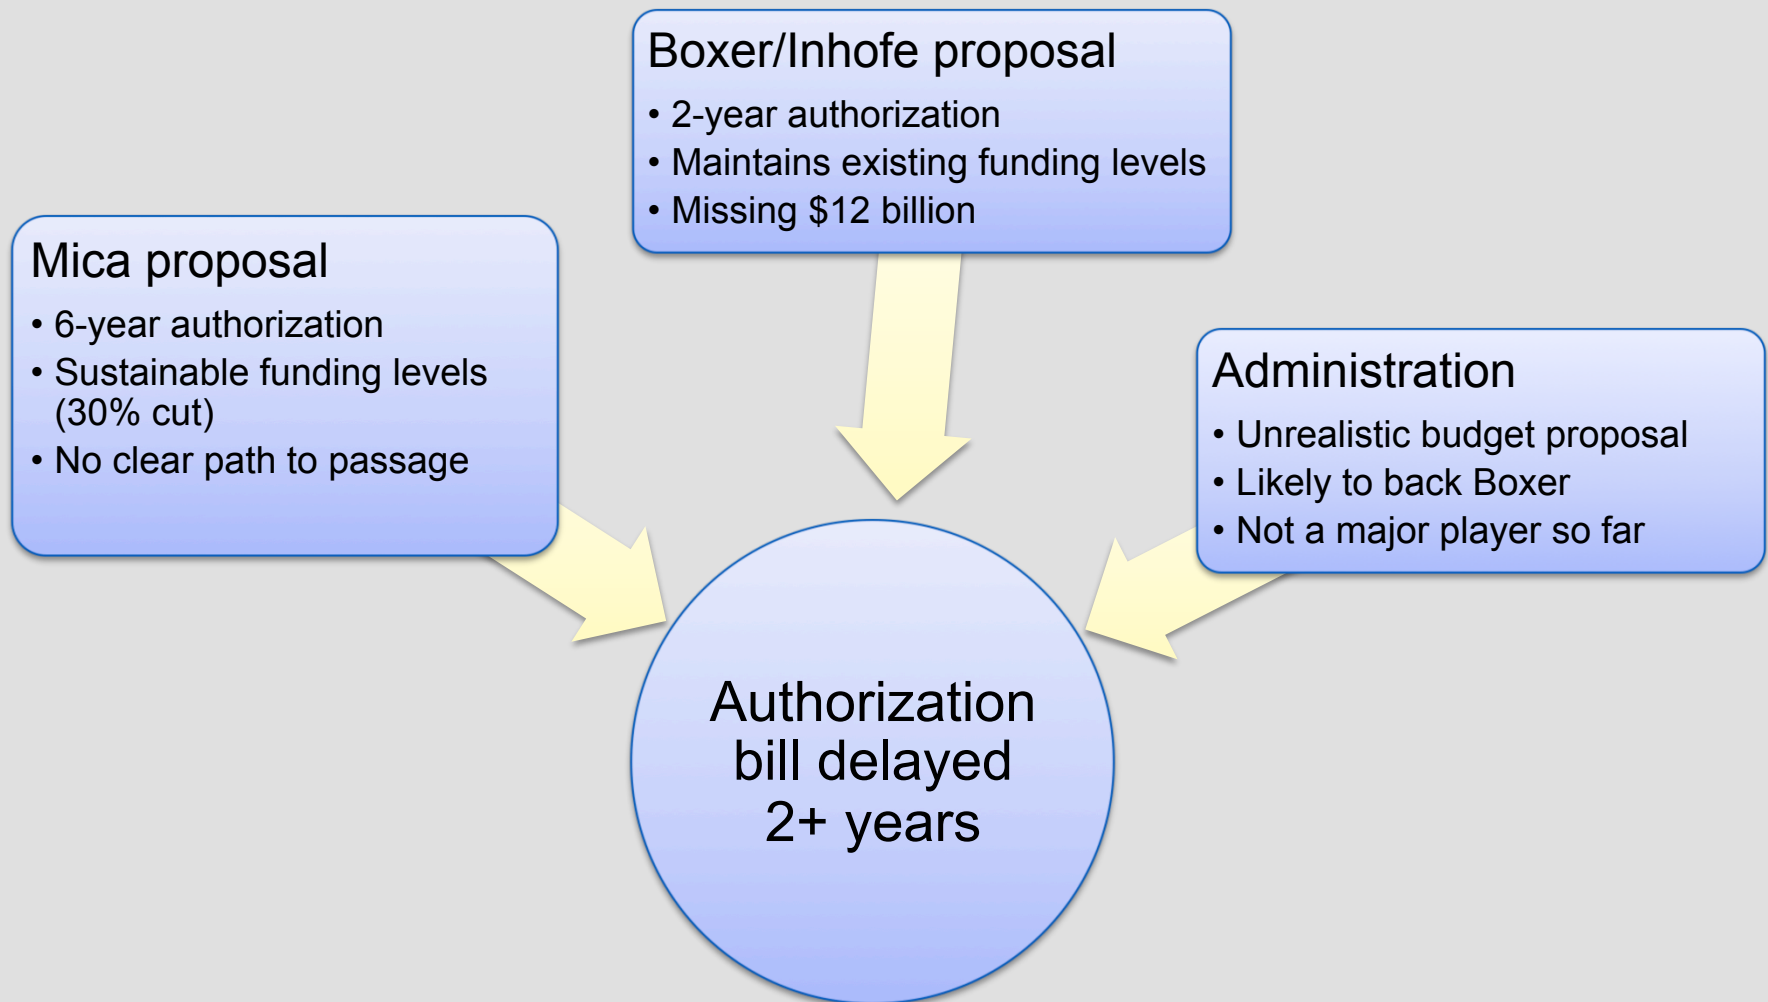 Boxer/Inhofe proposal
• 2-year authorization
• Maintains existing funding levels
• Missing $12 billion
Mica proposal
• 6-year authorization
• Sustainable funding levels
(30% cut)
• No clear path to passage
Administration
• Unrealistic budget proposal
• Likely to back Boxer
• Not a major player so far
Authorization
bill delayed
2+ years